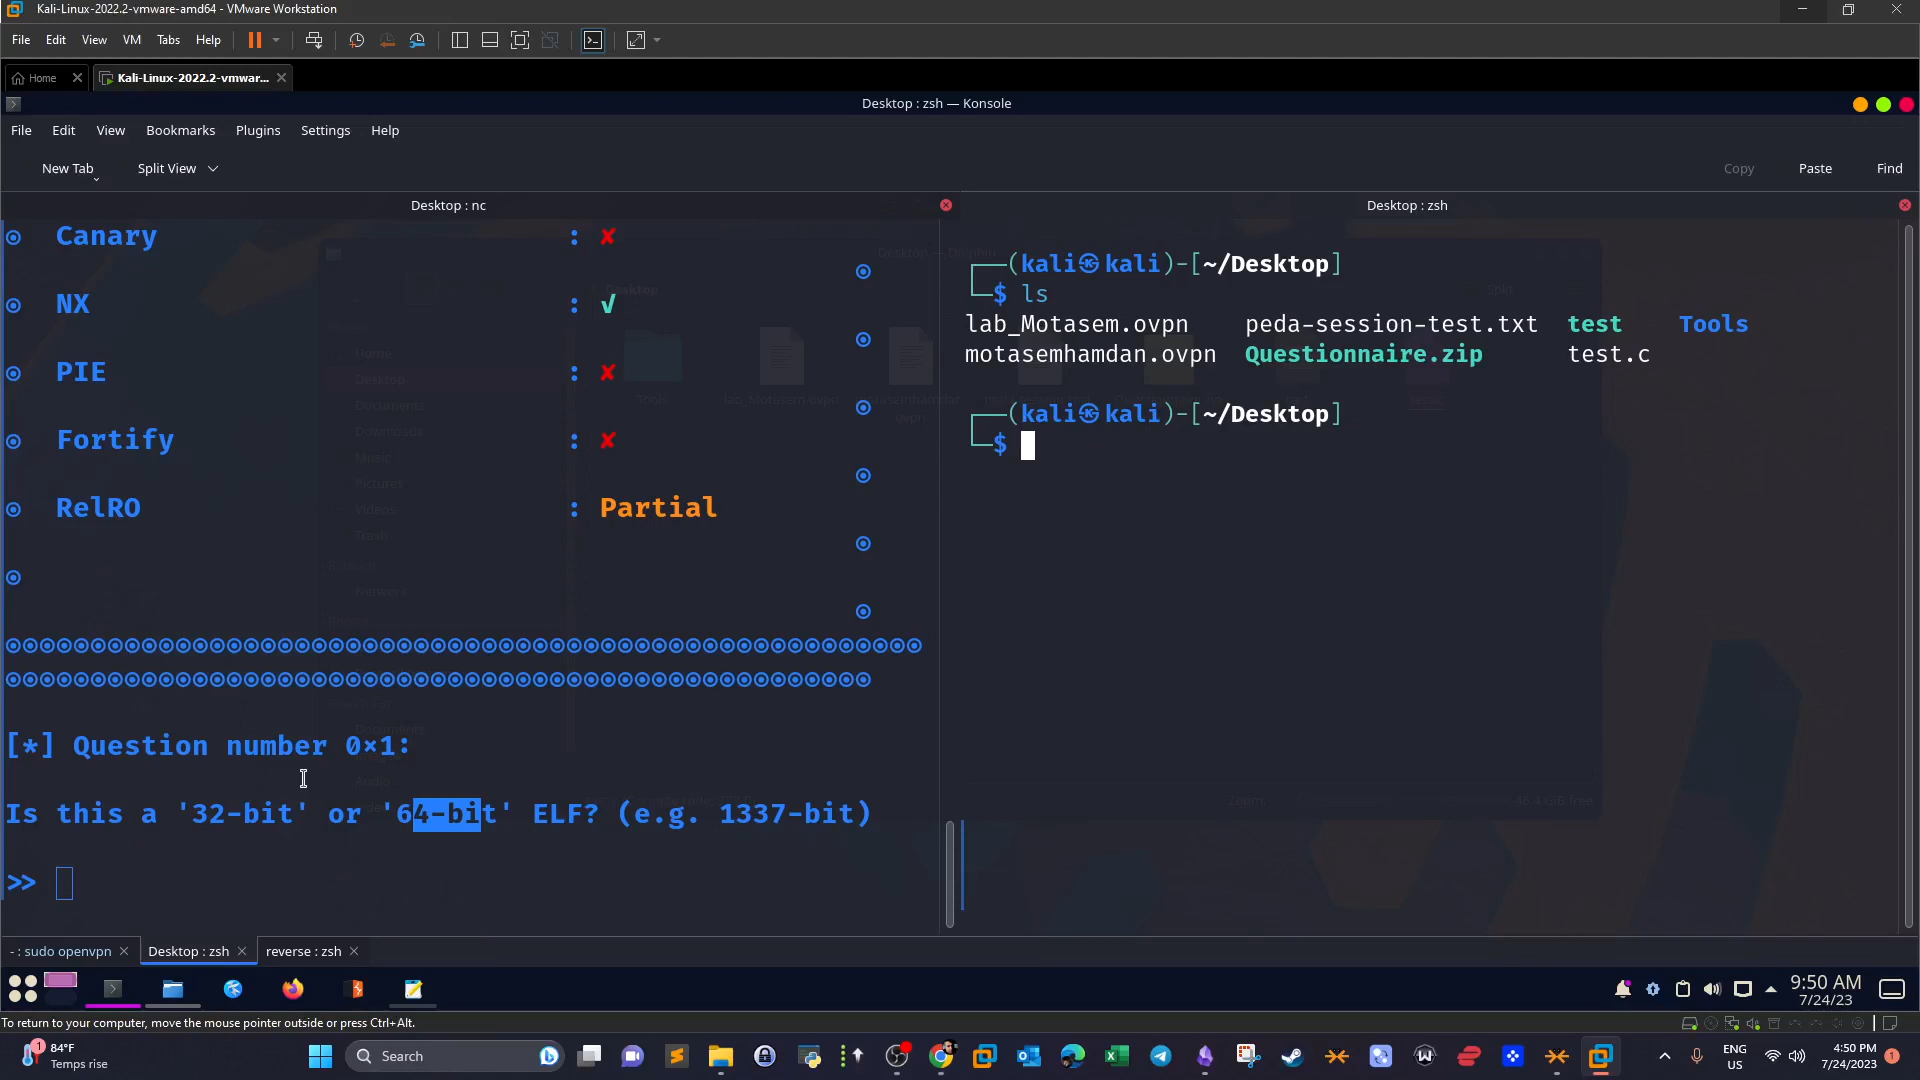 Kali-Linux-2022.2-vmware-amd64 - VMware Workstation
File Edit View VM Tabs Help
Home
Kali-Linux-2022.2-vmwar...
Desktop : zsh — Konsole
File Edit View Bookmarks Plugins Settings Help
New Tab Split View Copy Paste Find
Desktop : nc
Canary : ✘
NX : √
PIE : ✘
Fortify : ✘
RelRO : Partial
[*] Question number 0×1:
Is this a '32-bit' or '64-bit' ELF? (e.g. 1337-bit)
>>
Desktop : zsh
(kali㉿kali)-[~/Desktop]
$ ls
lab_Motasem.ovpn peda-session-test.txt test Tools
motasemhamdan.ovpn Questionnaire.zip test.c
(kali㉿kali)-[~/Desktop]
$
- : sudo openvpn
Desktop : zsh
reverse : zsh
9:50 AM
7/24/23
To return to your computer, move the mouse pointer outside or press Ctrl+Alt.
1
84°F
Temps rise
Search
ENG
US
4:50 PM
7/24/2023
1